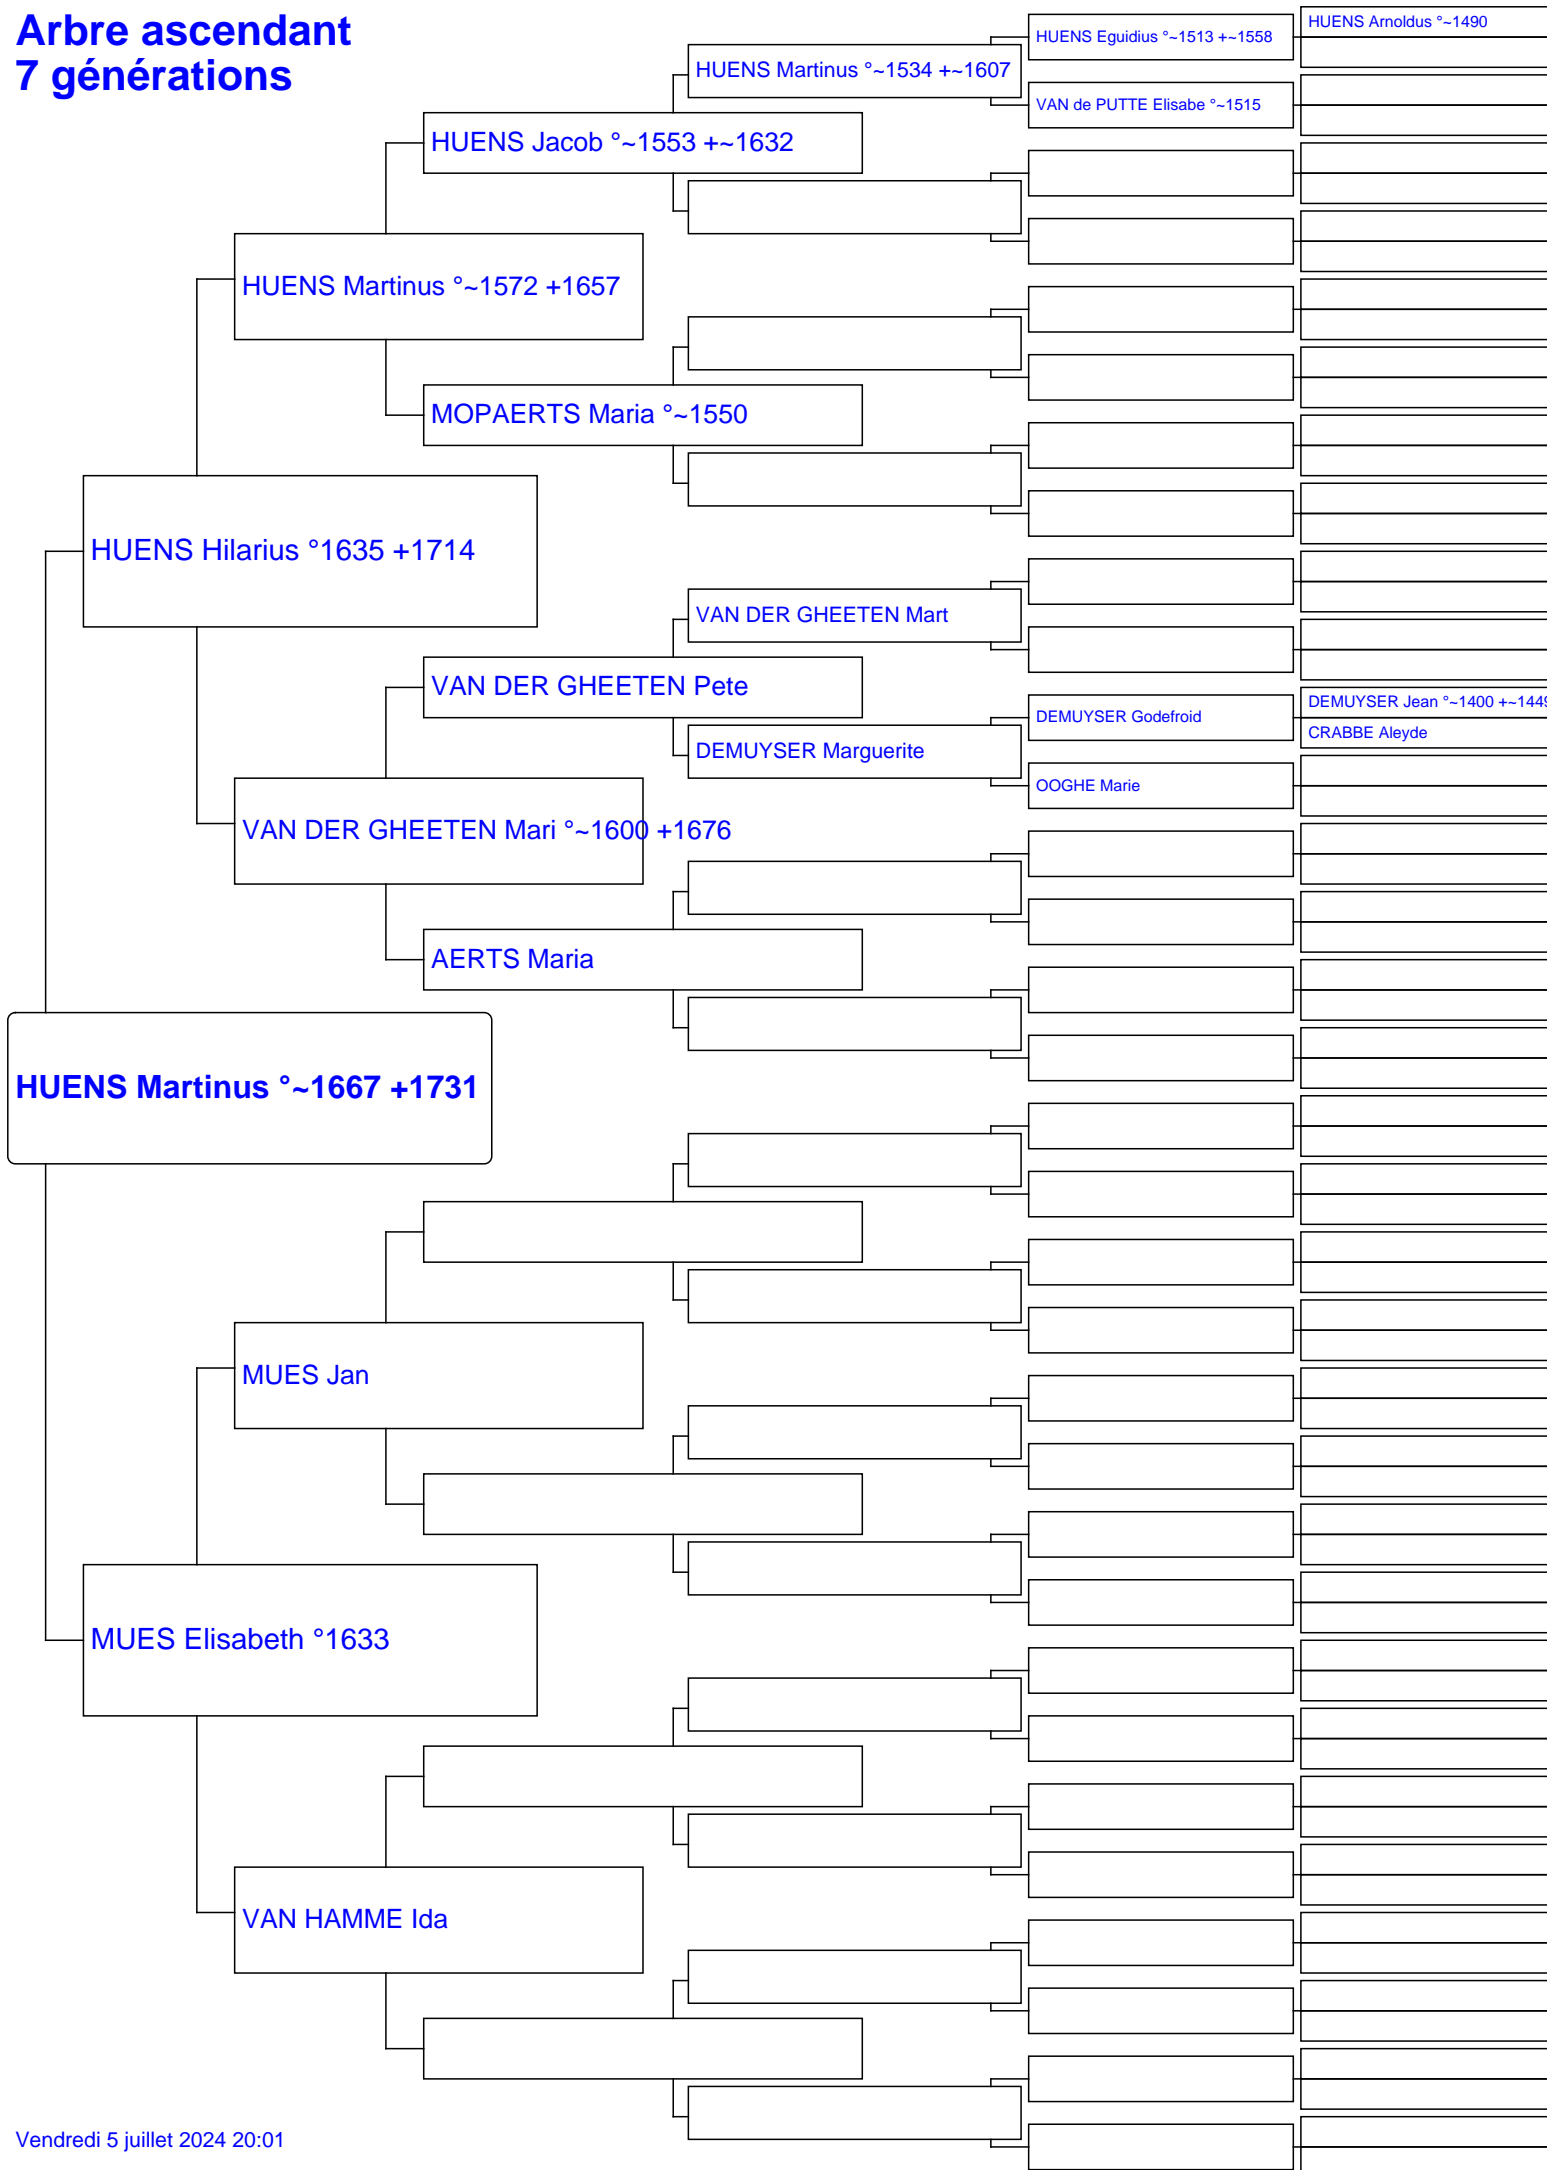 Arbre ascendant
7 générations
HUENS Arnoldus °~1490
HUENS Eguidius °~1513 +~1558
HUENS Martinus °~1534 +~1607
VAN de PUTTE Elisabe °~1515
HUENS Jacob °~1553 +~1632
HUENS Martinus °~1572 +1657
MOPAERTS Maria °~1550
HUENS Hilarius °1635 +1714
VAN DER GHEETEN Mart
VAN DER GHEETEN Pete
DEMUYSER Jean °~1400 +~1449
DEMUYSER Godefroid
CRABBE Aleyde
DEMUYSER Marguerite
OOGHE Marie
VAN DER GHEETEN Mari °~1600 +1676
AERTS Maria
HUENS Martinus °~1667 +1731
MUES Jan
MUES Elisabeth °1633
VAN HAMME Ida
Vendredi 5 juillet 2024 20:01